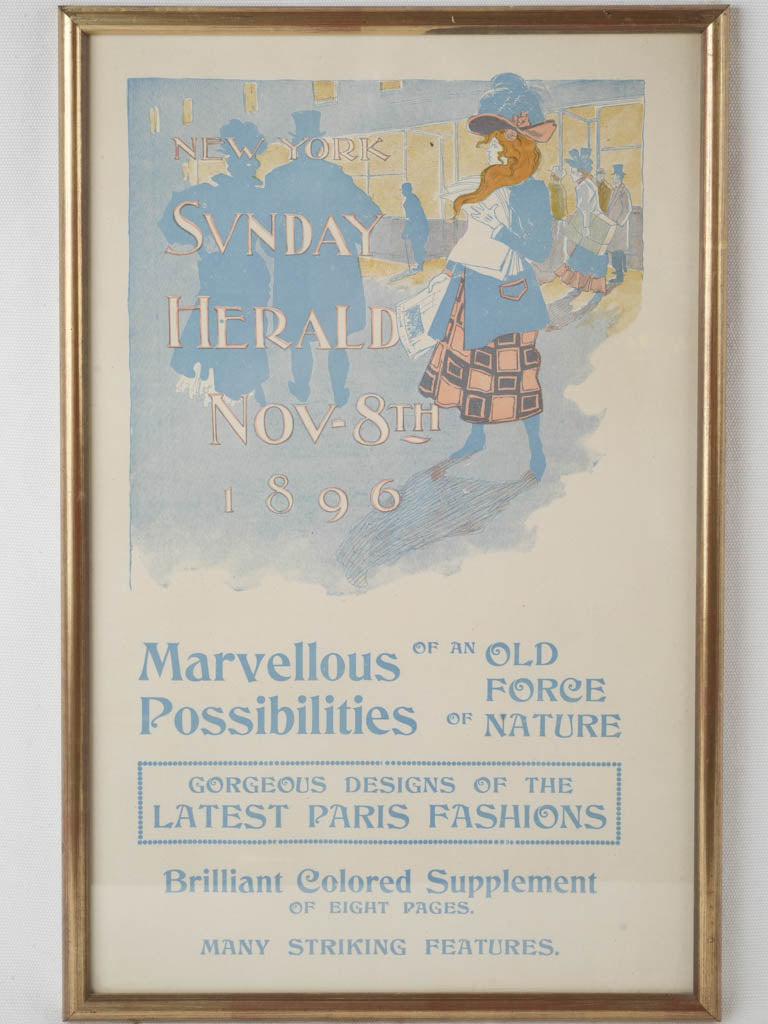 NEW YORK
SVNDAY
HERALD
NOV-8TH
1896
Marvellous OF AN OLD
FORCE
Possibilities OF NATURE
GORGEOUS DESIGNS OF THE
LATEST PARIS FASHIONS
Brilliant Colored Supplement
OF EIGHT PAGES.
MANY STRIKING FEATURES.